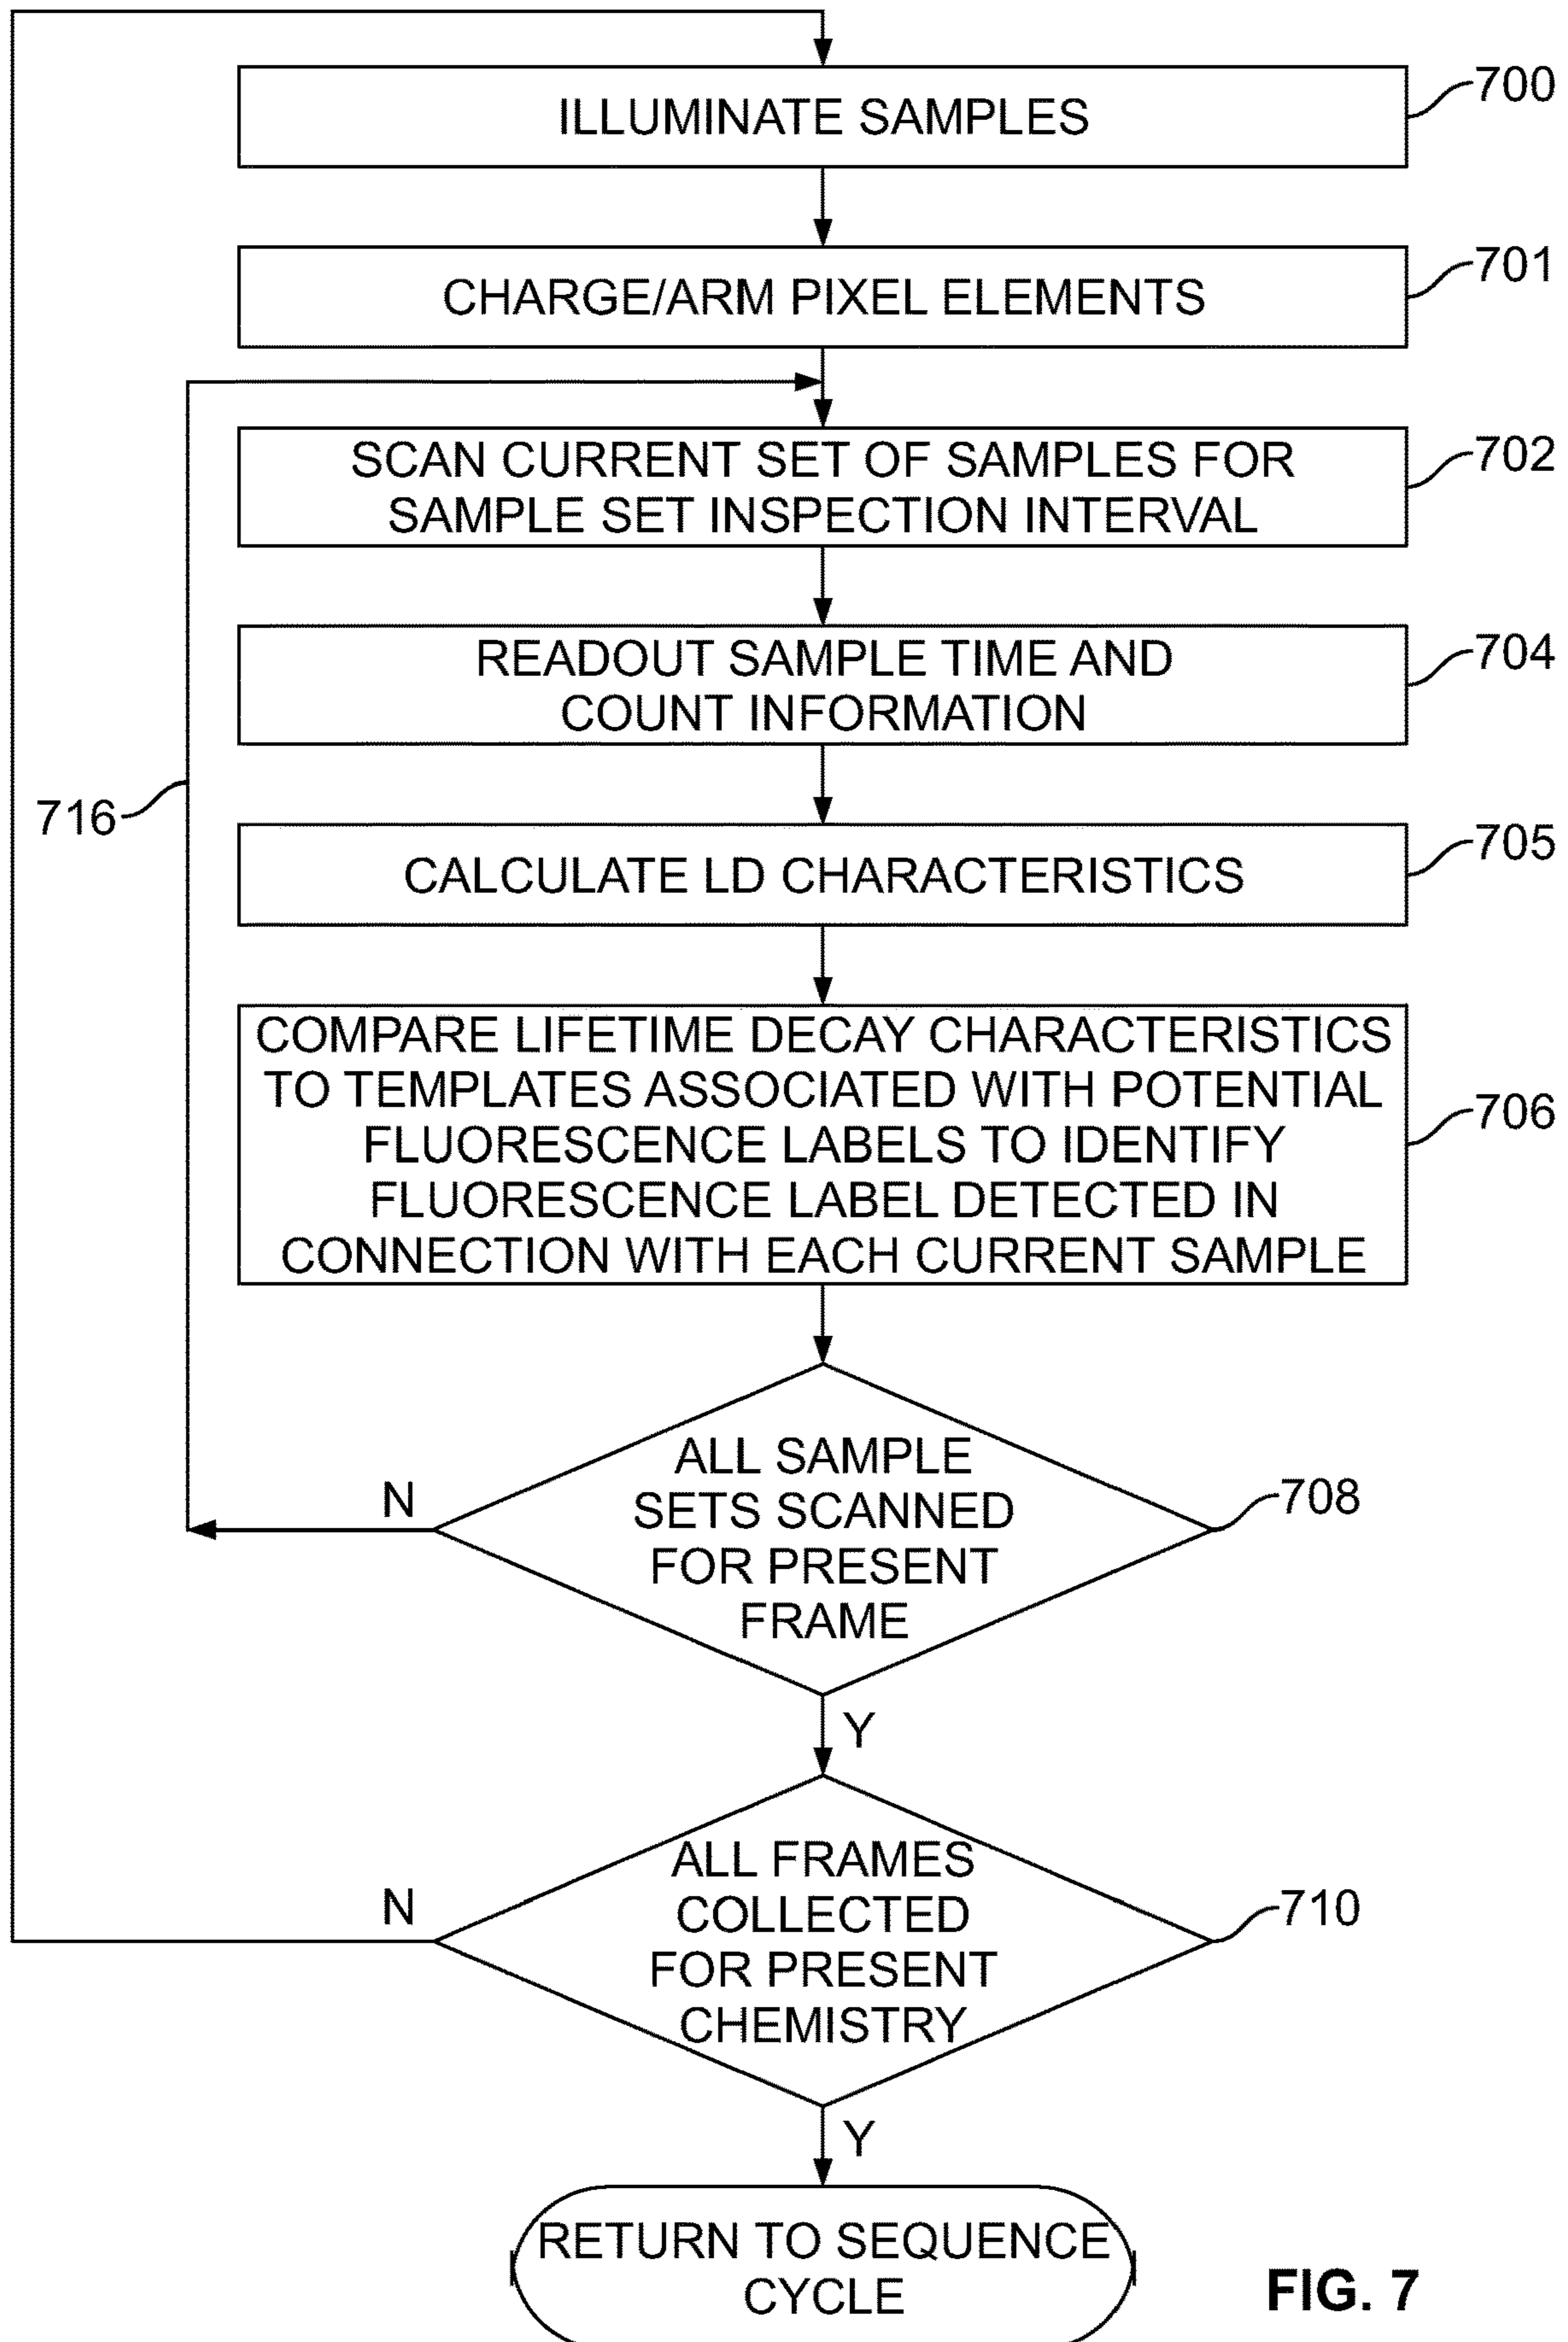 ILLUMINATE SAMPLES
700
CHARGE/ARM PIXEL ELEMENTS
701
SCAN CURRENT SET OF SAMPLES FOR
SAMPLE SET INSPECTION INTERVAL
702
READOUT SAMPLE TIME AND
COUNT INFORMATION
704
716
CALCULATE LD CHARACTERISTICS
705
COMPARE LIFETIME DECAY CHARACTERISTICS
TO TEMPLATES ASSOCIATED WITH POTENTIAL
FLUORESCENCE LABELS TO IDENTIFY
FLUORESCENCE LABEL DETECTED IN
CONNECTION WITH EACH CURRENT SAMPLE
706
ALL SAMPLE
SETS SCANNED
FOR PRESENT
FRAME
708
N
Y
ALL FRAMES
COLLECTED
FOR PRESENT
CHEMISTRY
710
N
Y
RETURN TO SEQUENCE
CYCLE
FIG. 7